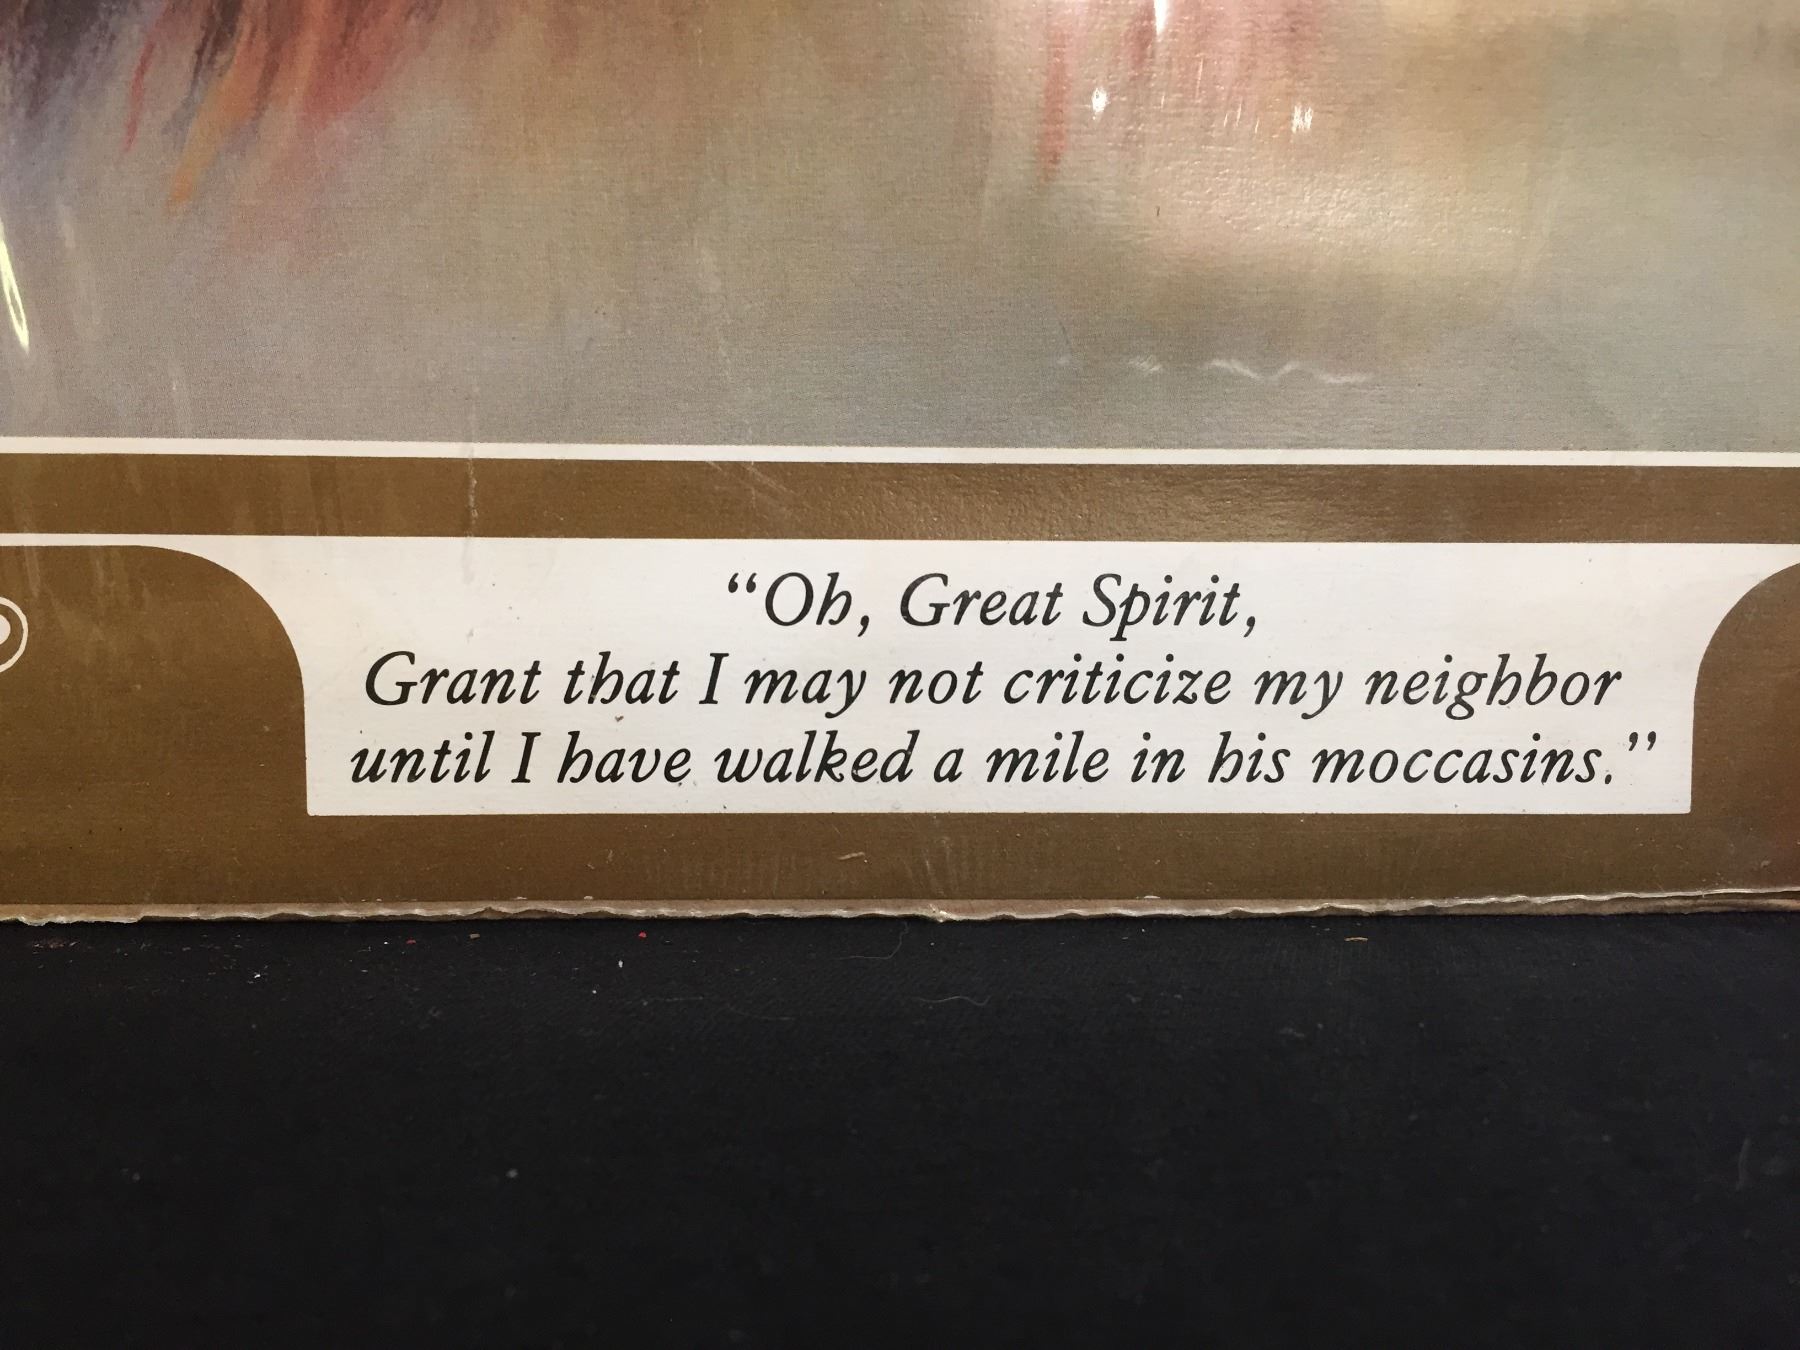 “Oh, Great Spirit,
Grant that I may not criticize my neighbor
until I have walked a mile in his moccasins.”